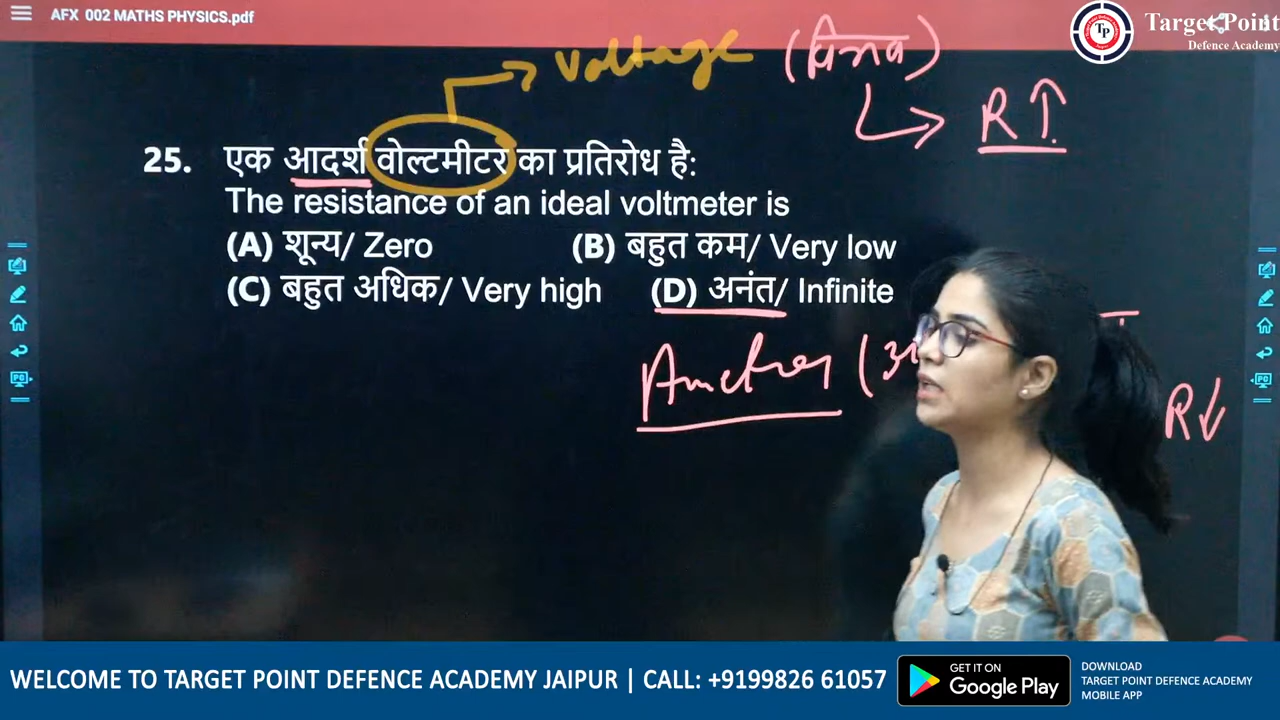 AFX 002 MATHS PHYSICS.pdf
Target Point
Defence Academy
TP
Voltage (विभव)
R↑
25. एक आदर्श वोल्टमीटर का प्रतिरोध है:
The resistance of an ideal voltmeter is
(A) शून्य/ Zero (B) बहुत कम/ Very low
(C) बहुत अधिक/ Very high (D) अनंत/ Infinite
R↓
WELCOME TO TARGET POINT DEFENCE ACADEMY JAIPUR | CALL: +9199826 61057
GET IT ON
Google Play
DOWNLOAD
TARGET POINT DEFENCE ACADEMY
MOBILE APP